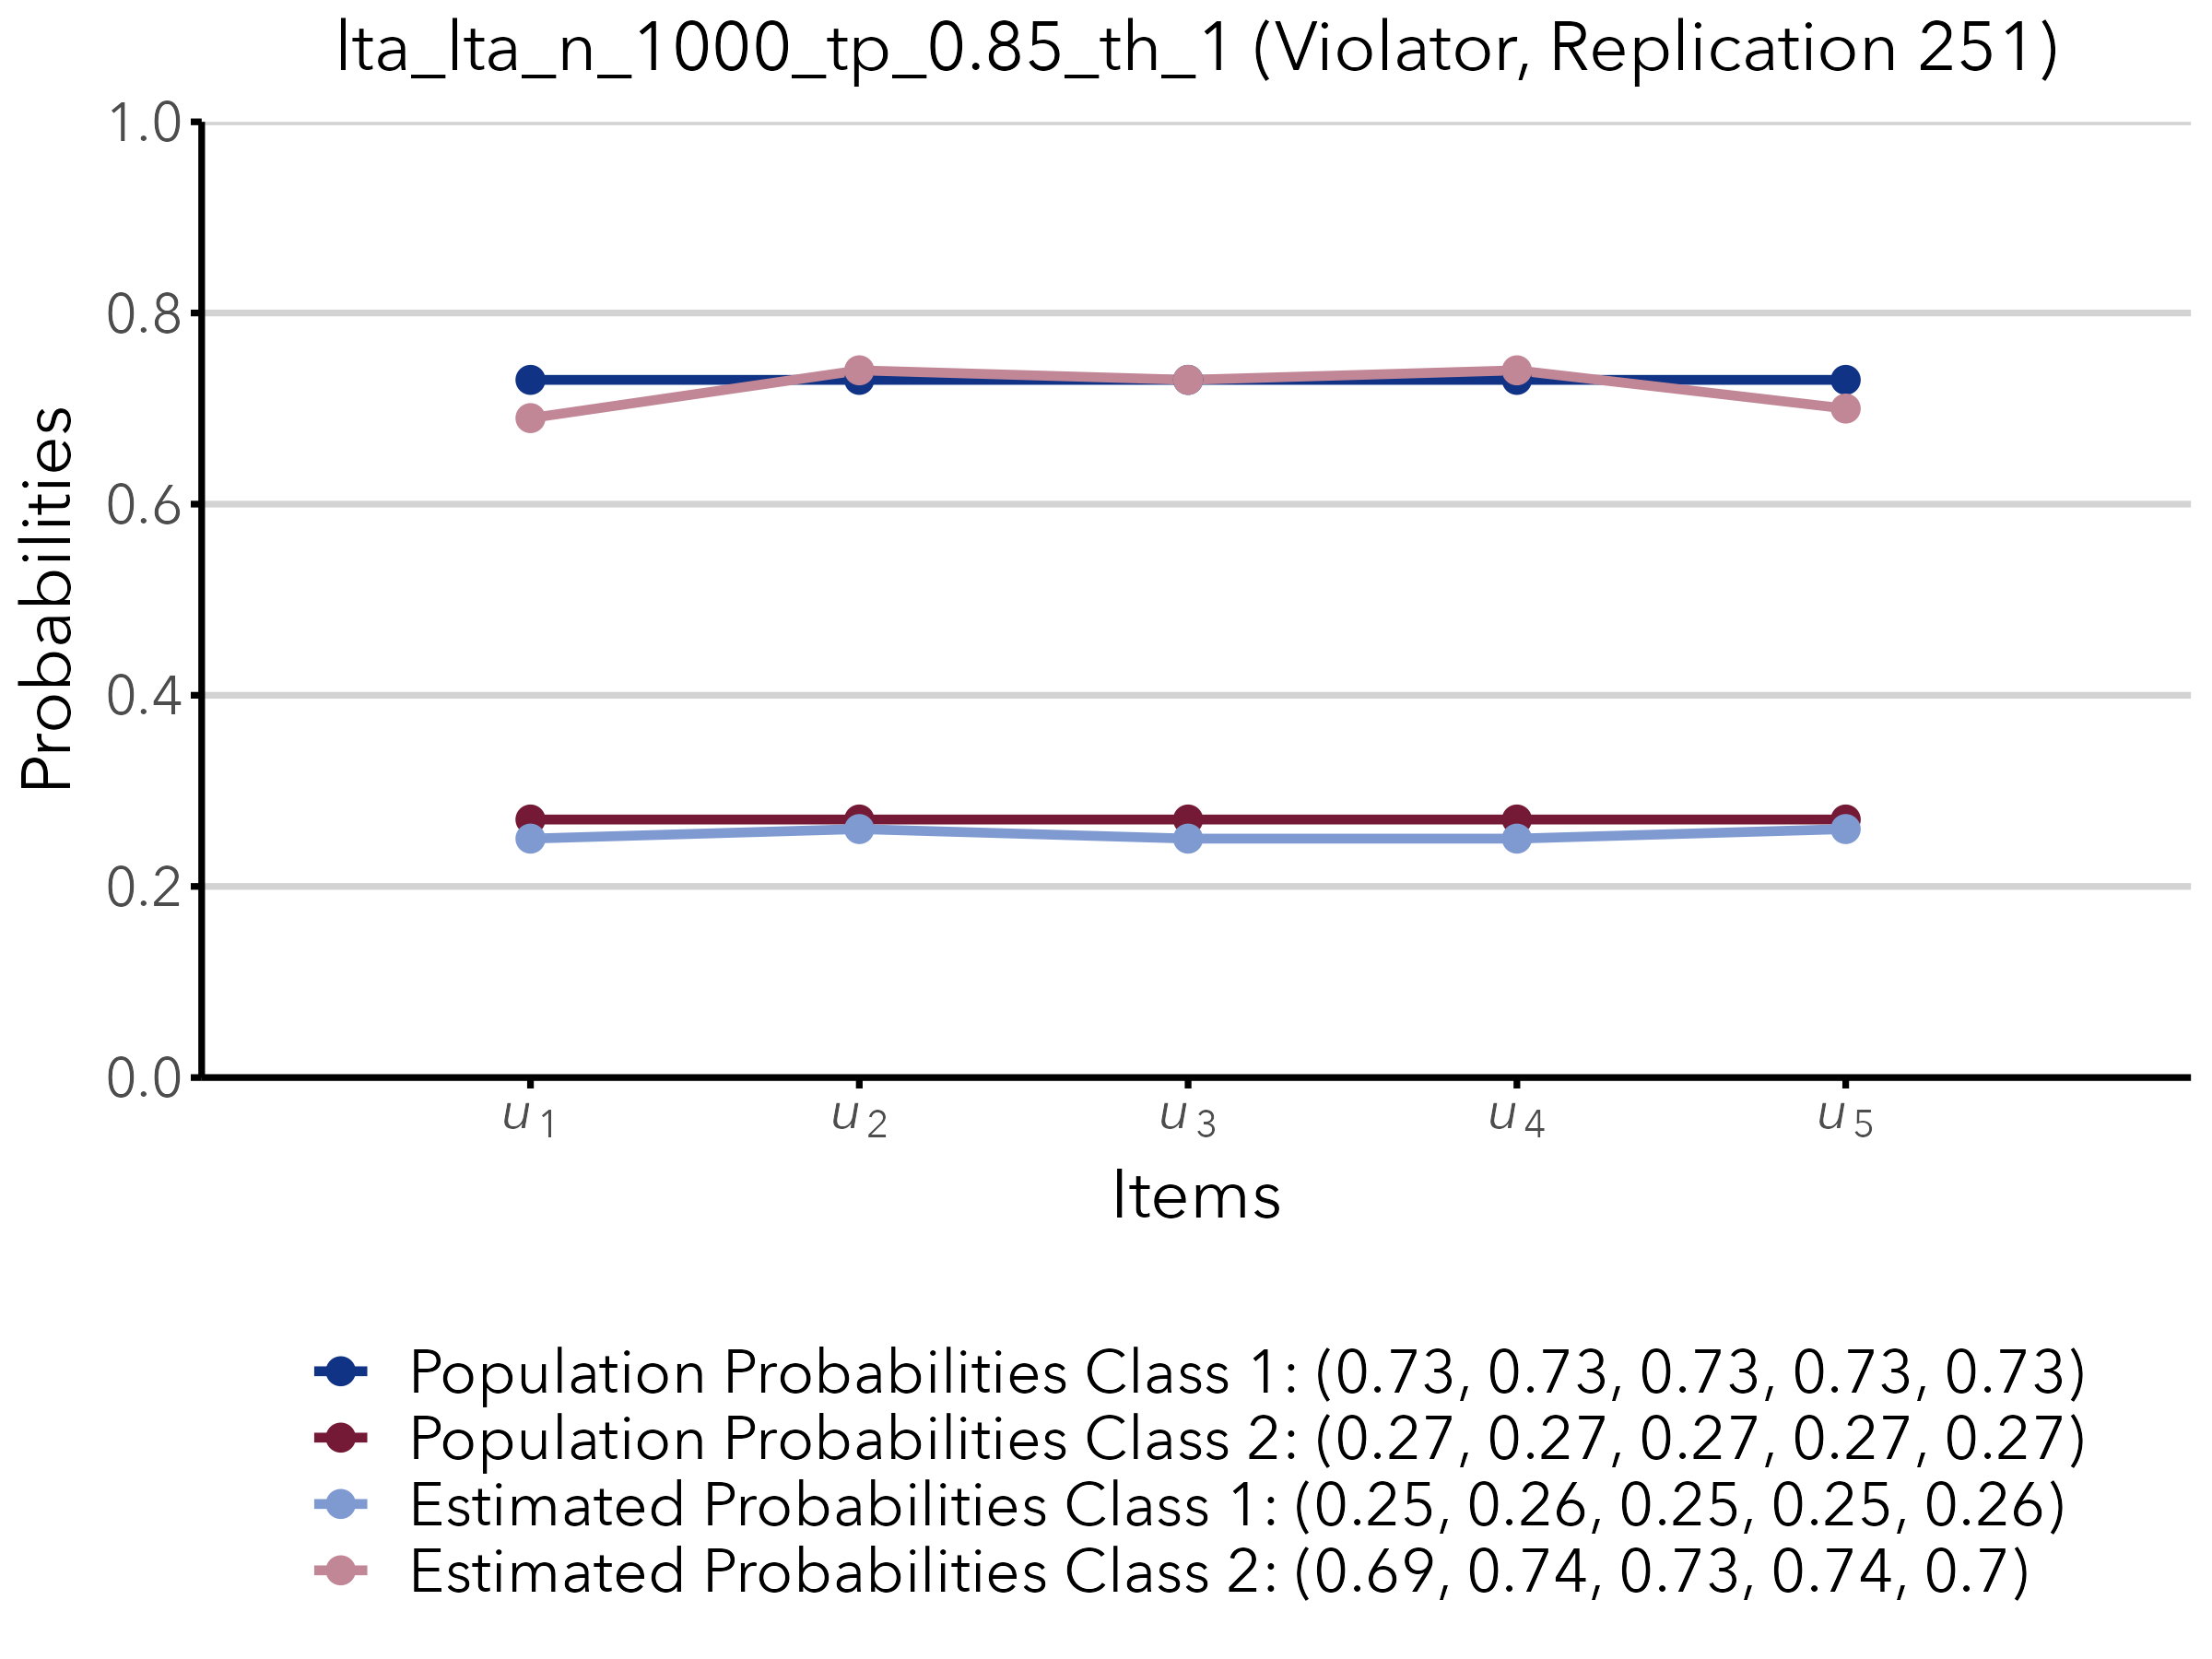 lta_lta_n_1000_tp_0.85_th_1 (Violator, Replication 251)
1.0
0.8
0.6
0.4
0.2
0.0
Probabilities
u1 u2 u3 u4 u5
Items
Population Probabilities Class 1: (0.73, 0.73, 0.73, 0.73, 0.73)
Population Probabilities Class 2: (0.27, 0.27, 0.27, 0.27, 0.27)
Estimated Probabilities Class 1: (0.25, 0.26, 0.25, 0.25, 0.26)
Estimated Probabilities Class 2: (0.69, 0.74, 0.73, 0.74, 0.7)